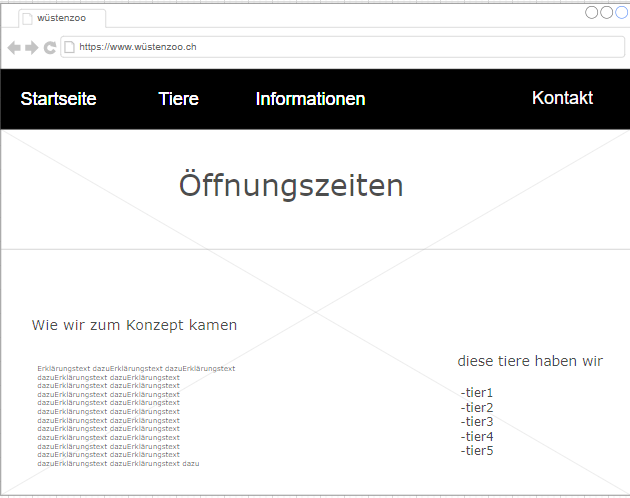 wüstenzoo
https://www.wüstenzoo.ch
Startseite Tiere Informationen Kontakt
Öffnungszeiten
Wie wir zum Konzept kamen
Erklärungstext dazuErklärungstext dazuErklärungstext
dazuErklärungstext dazuErklärungstext
dazuErklärungstext dazuErklärungstext
dazuErklärungstext dazuErklärungstext
dazuErklärungstext dazuErklärungstext
dazuErklärungstext dazuErklärungstext
dazuErklärungstext dazuErklärungstext
dazuErklärungstext dazuErklärungstext
dazuErklärungstext dazuErklärungstext
dazuErklärungstext dazuErklärungstext
dazuErklärungstext dazuErklärungstext
dazuErklärungstext dazuErklärungstext dazu
diese tiere haben wir
-tier1
-tier2
-tier3
-tier4
-tier5